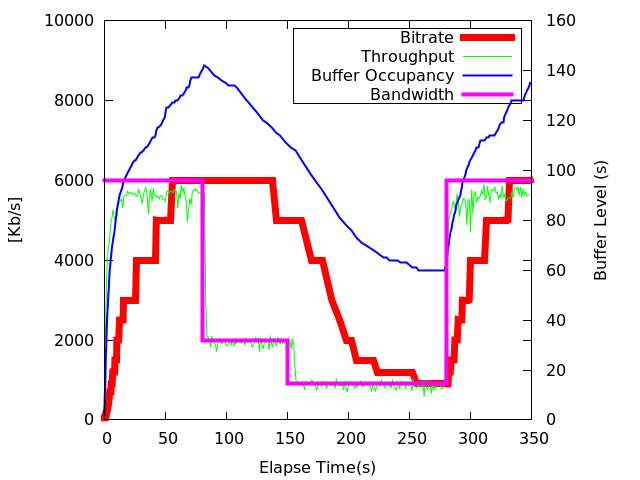 10000
8000
6000
4000
2000
0
[Kb/s]
160
140
120
100
80
60
40
20
0
Buffer Level (s)
Bitrate
Throughput
Buffer Occupancy
Bandwidth
0 50 100 150 200 250 300 350
Elapse Time(s)